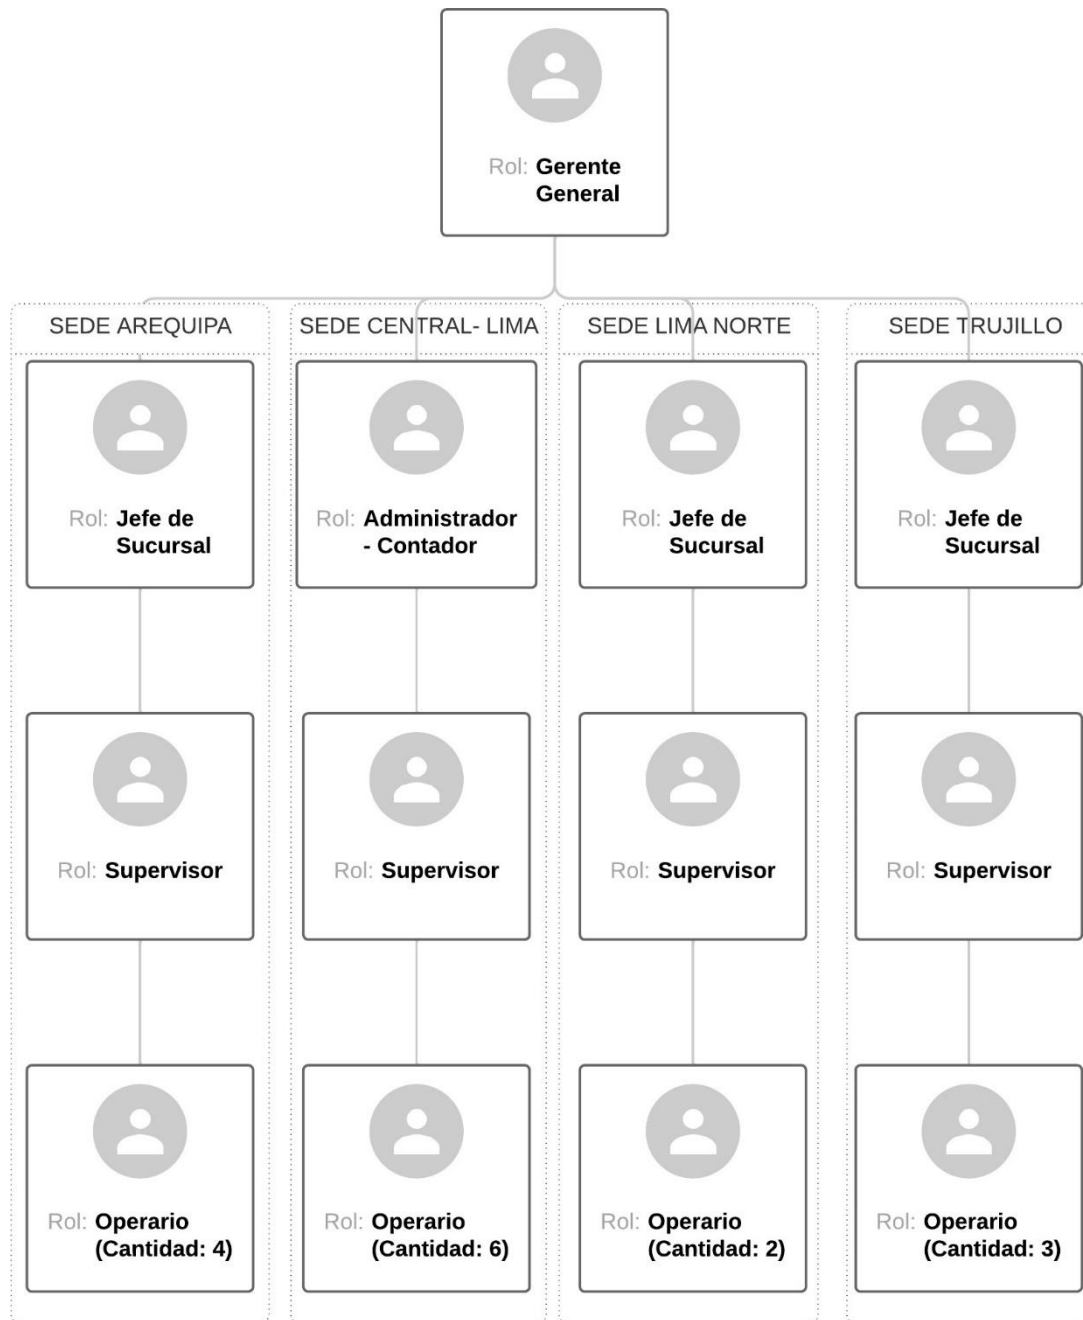 Rol: Gerente
General
SEDE AREQUIPA
SEDE CENTRAL- LIMA
SEDE LIMA NORTE
SEDE TRUJILLO
Rol: Jefe de
Sucursal
Rol: Administrador
- Contador
Rol: Jefe de
Sucursal
Rol: Jefe de
Sucursal
Rol: Supervisor
Rol: Supervisor
Rol: Supervisor
Rol: Supervisor
Rol: Operario
(Cantidad: 4)
Rol: Operario
(Cantidad: 6)
Rol: Operario
(Cantidad: 2)
Rol: Operario
(Cantidad: 3)